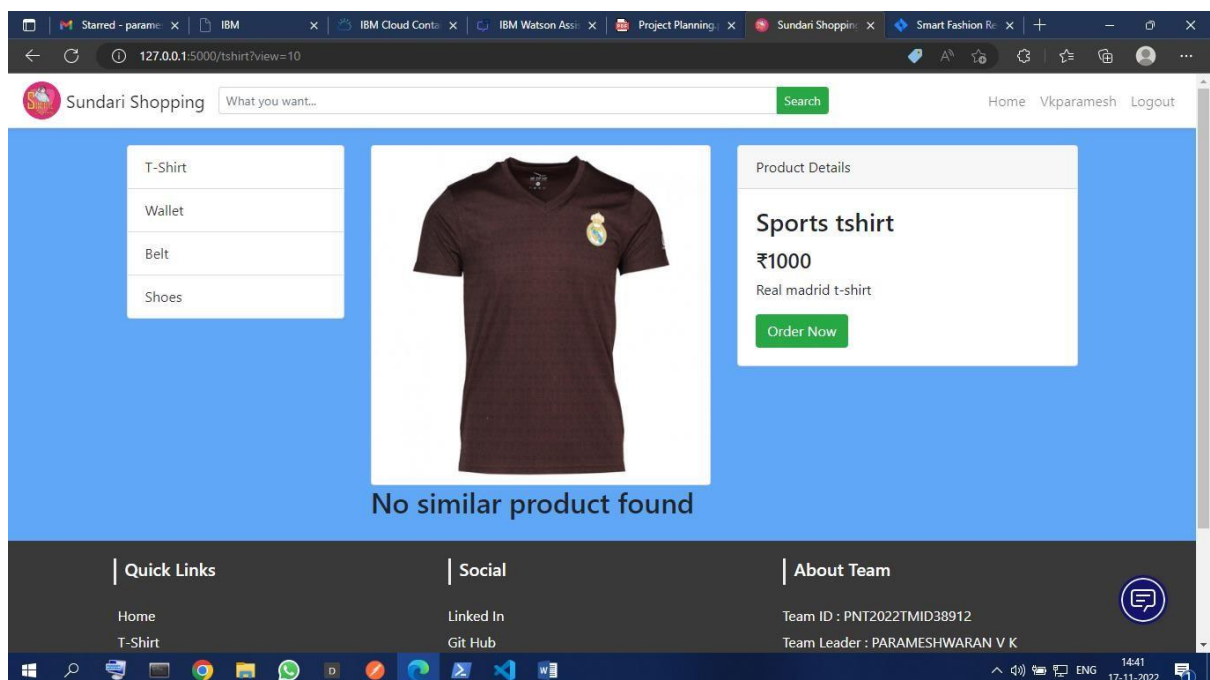 Starred - parame
IBM
IBM Cloud Conta
IBM Watson Assis
Project Planning.
Sundari Shopping
Smart Fashion Re
127.0.0.1:5000/tshirt?view=10
Sundari Shopping
What you want...
Search
Home
Vkparamesh
Logout
T-Shirt
Wallet
Belt
Shoes
Product Details
Sports tshirt
₹1000
Real madrid t-shirt
Order Now
No similar product found
Quick Links
Home
T-Shirt
Social
Linked In
Git Hub
About Team
Team ID : PNT2022TMID38912
Team Leader : PARAMESHWARAN V K
ENG
14:41
17-11-2022